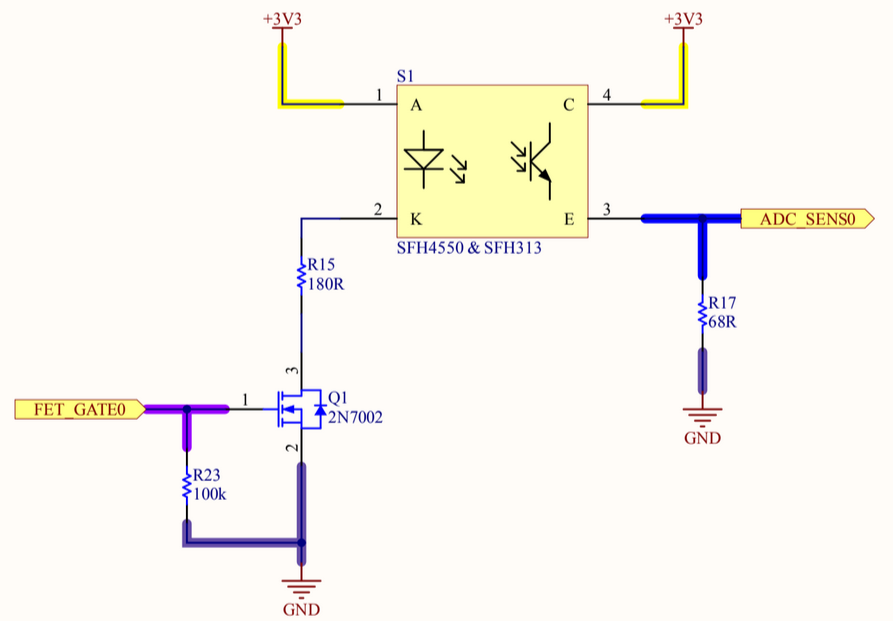 +3V3
+3V3
S1
1
A
C
4
2
K
E
3
ADC_SENS0
SFH4550 & SFH313
R15
180R
R17
68R
3
FET_GATE0
1
Q1
2N7002
GND
2
R23
100k
GND